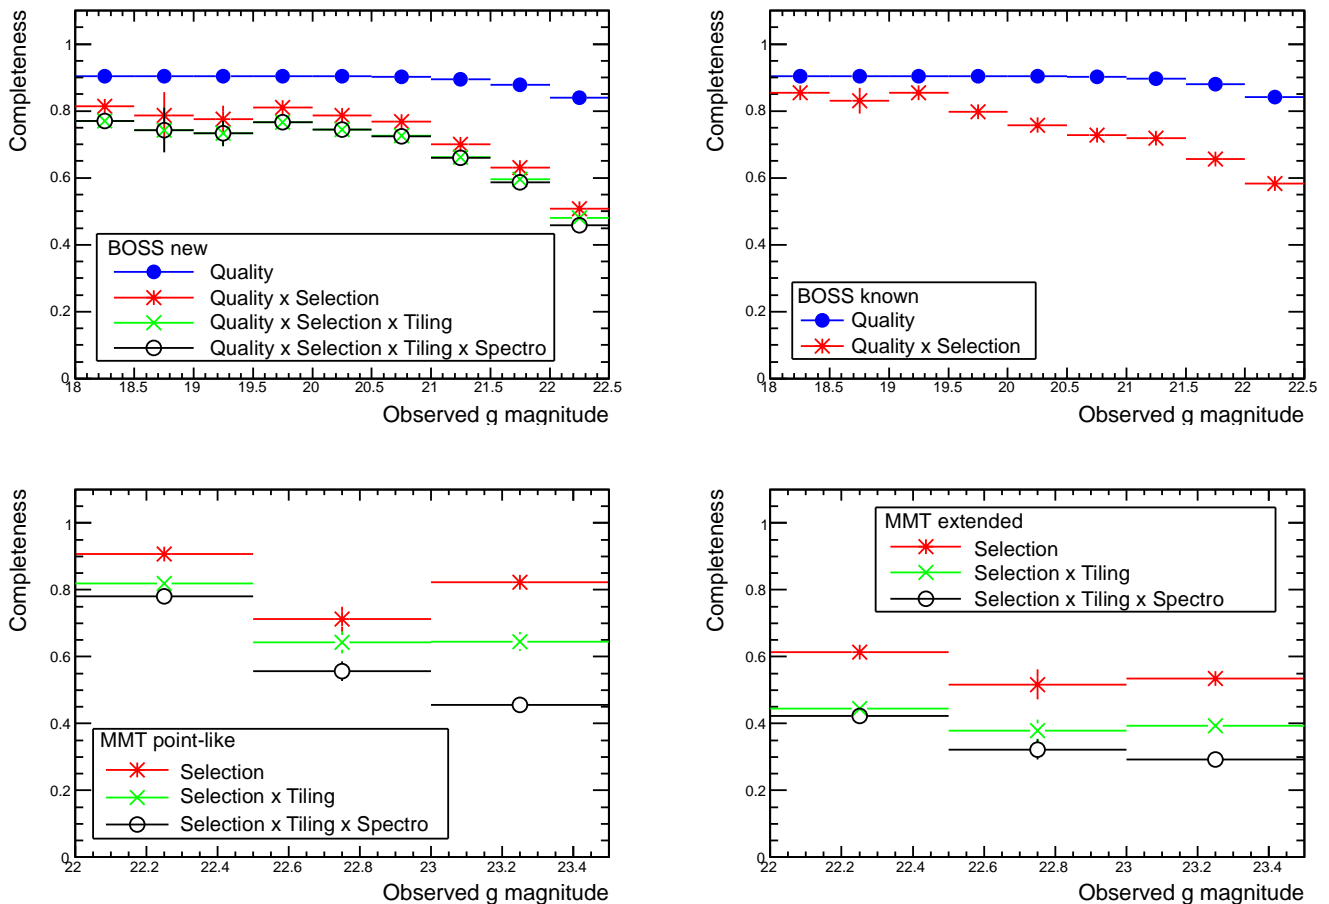 Completeness
1
0.8
0.6
0.4
0.2
0
BOSS new
Quality
Quality x Selection
Quality x Selection x Tiling
Quality x Selection x Tiling x Spectro
18 18.5 19 19.5 20 20.5 21 21.5 22 22.5
Observed g magnitude
Completeness
1
0.8
0.6
0.4
0.2
0
BOSS known
Quality
Quality x Selection
18 18.5 19 19.5 20 20.5 21 21.5 22 22.5
Observed g magnitude
Completeness
1
0.8
0.6
0.4
0.2
0
MMT point-like
Selection
Selection x Tiling
Selection x Tiling x Spectro
22 22.2 22.4 22.6 22.8 23 23.2 23.4
Observed g magnitude
Completeness
1
0.8
0.6
0.4
0.2
0
MMT extended
Selection
Selection x Tiling
Selection x Tiling x Spectro
22 22.2 22.4 22.6 22.8 23 23.2 23.4
Observed g magnitude